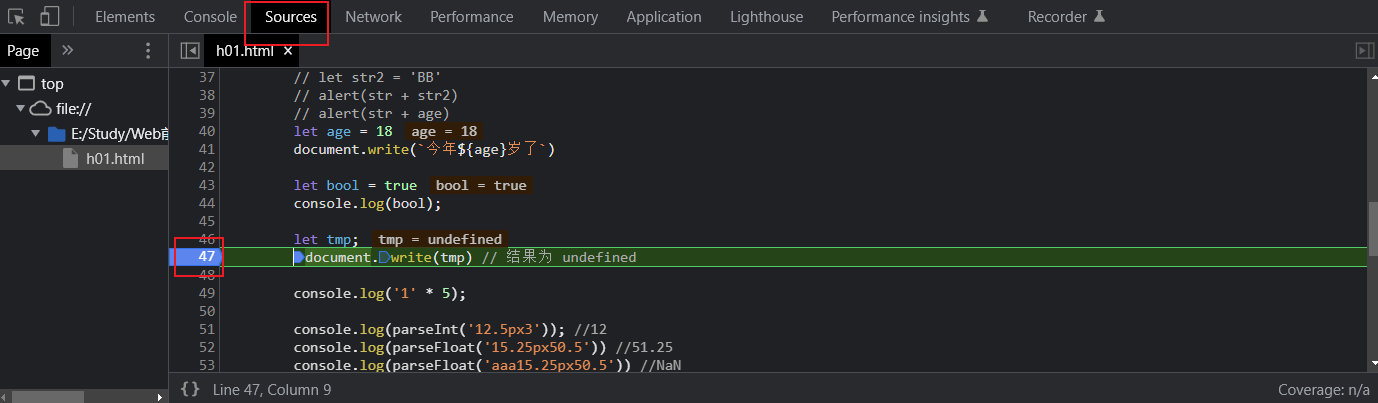 Elements Console Sources Network Performance Memory Application Lighthouse Performance insights Recorder
Page » h01.html ×
top
file://
E:/Study/Web前
h01.html
37 // let str2 = 'BB'
38 // alert(str + str2)
39 // alert(str + age)
40 let age = 18 age = 18
41 document.write(`今年${age}岁了`)
42
43 let bool = true bool = true
44 console.log(bool);
45
46 let tmp; tmp = undefined
47 document.write(tmp) // 结果为 undefined
48
49 console.log('1' * 5);
50
51 console.log(parseInt('12.5px3')); //12
52 console.log(parseFloat('15.25px50.5')) //51.25
53 console.log(parseFloat('aaa15.25px50.5')) //NaN
{} Line 47, Column 9 Coverage: n/a